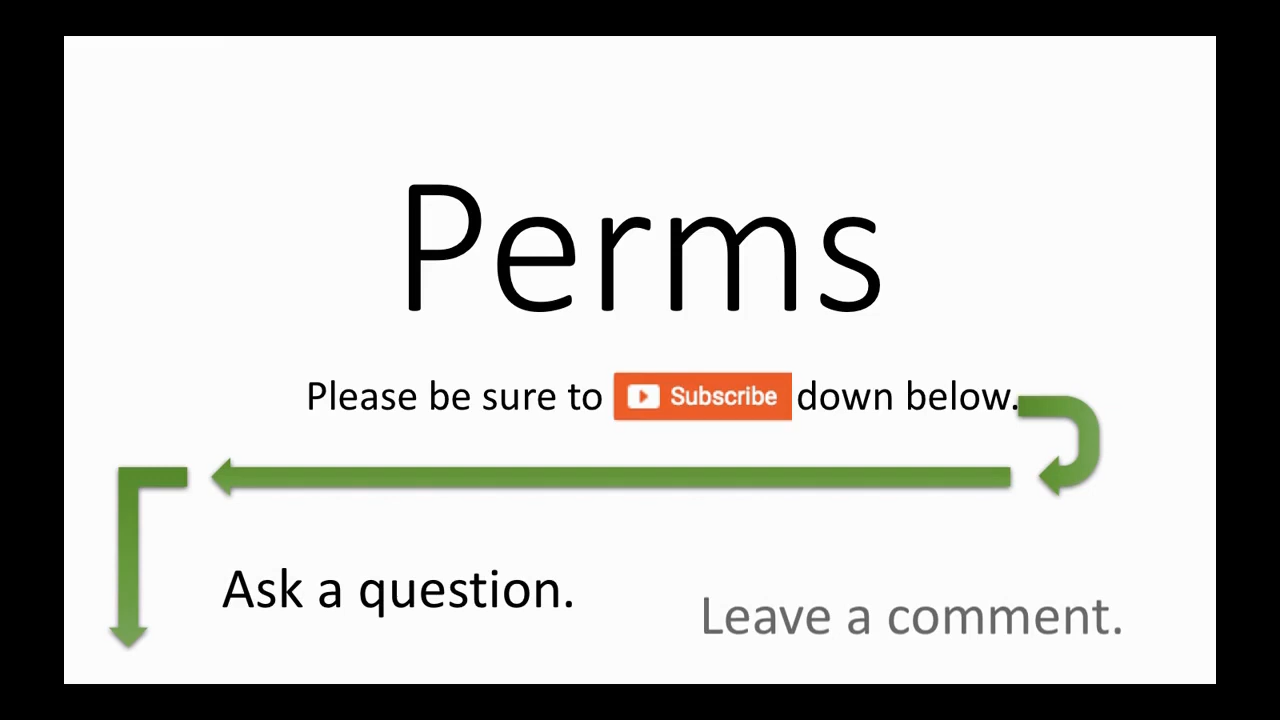 Perms
Please be sure to Subscribe down below.
Ask a question.
Leave a comment.